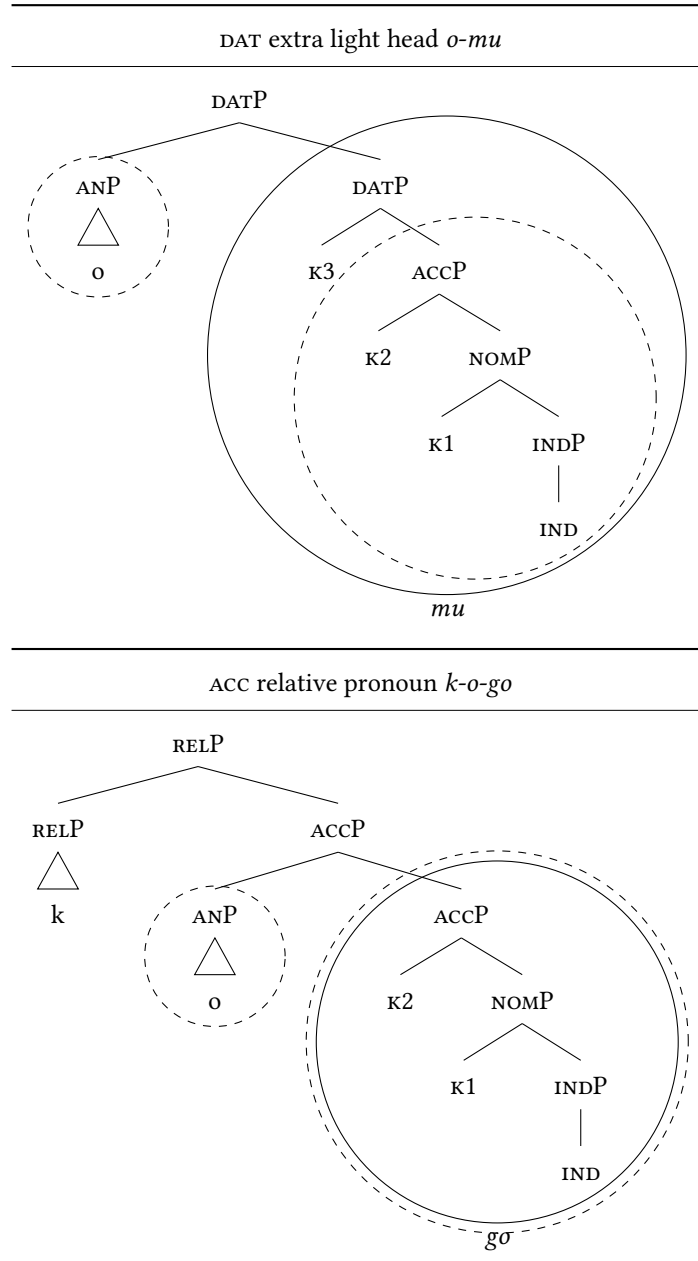 DAT extra light head o-mu
DATP
ANP DATP
o K3 ACCP
K2 NOMP
K1 INDP
IND
mu
ACC relative pronoun k-o-go
RELP
RELP ACCP
k ANP ACCP
o K2 NOMP
K1 INDP
IND
go